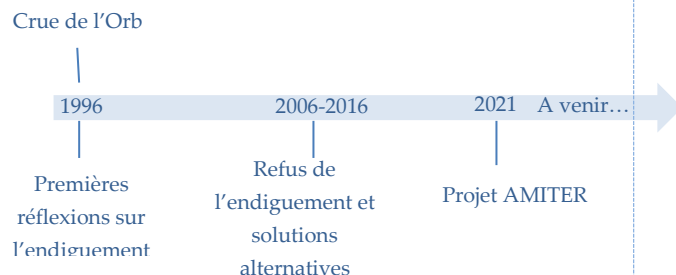 Crue de l’Orb
1996
2006-2016
2021
A venir…
Premières
réflexions sur
l’endiguement
Refus de
l’endiguement et
solutions
alternatives
Projet AMITER